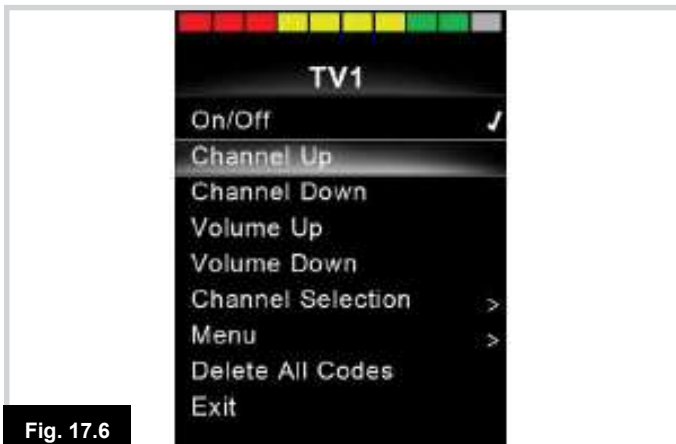 TV1
On/Off ✓
Channel Up
Channel Down
Volume Up
Volume Down
Channel Selection >
Menu >
Delete All Codes
Exit
Fig. 17.6